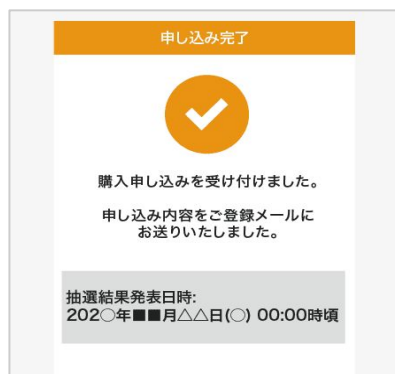 申し込み完了
購入申し込みを受け付けました。
申し込み内容をご登録メールに
お送りいたしました。
抽選結果発表日時:
202○年■■月△△日(○) 00:00時頃